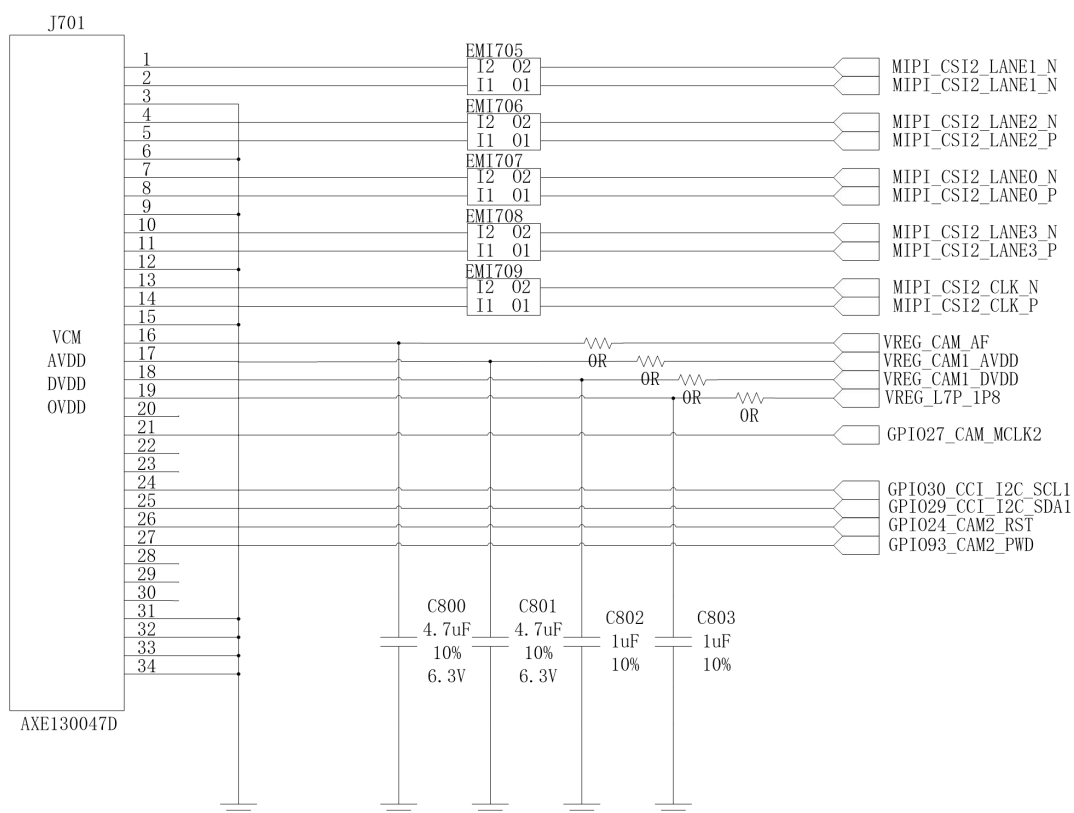 J701
1
2
3
4
5
6
7
8
9
10
11
12
13
14
15
16
17
18
19
20
21
22
23
24
25
26
27
28
29
30
31
32
33
34
VCM
AVDD
DVDD
OVDD
AXE130047D
EMI705
I2 O2
I1 O1
EMI706
I2 O2
I1 O1
EMI707
I2 O2
I1 O1
EMI708
I2 O2
I1 O1
EMI709
I2 O2
I1 O1
MIPI_CSI2_LANE1_N
MIPI_CSI2_LANE1_N
MIPI_CSI2_LANE2_N
MIPI_CSI2_LANE2_P
MIPI_CSI2_LANE0_N
MIPI_CSI2_LANE0_P
MIPI_CSI2_LANE3_N
MIPI_CSI2_LANE3_P
MIPI_CSI2_CLK_N
MIPI_CSI2_CLK_P
0R
VREG_CAM_AF
0R
VREG_CAM1_AVDD
0R
VREG_CAM1_DVDD
0R
VREG_L7P_1P8
GPIO27_CAM_MCLK2
GPIO30_CCI_I2C_SCL1
GPIO29_CCI_I2C_SDA1
GPIO24_CAM2_RST
GPIO93_CAM2_PWD
C800
4.7uF
10%
6.3V
C801
4.7uF
10%
6.3V
C802
1uF
10%
C803
1uF
10%